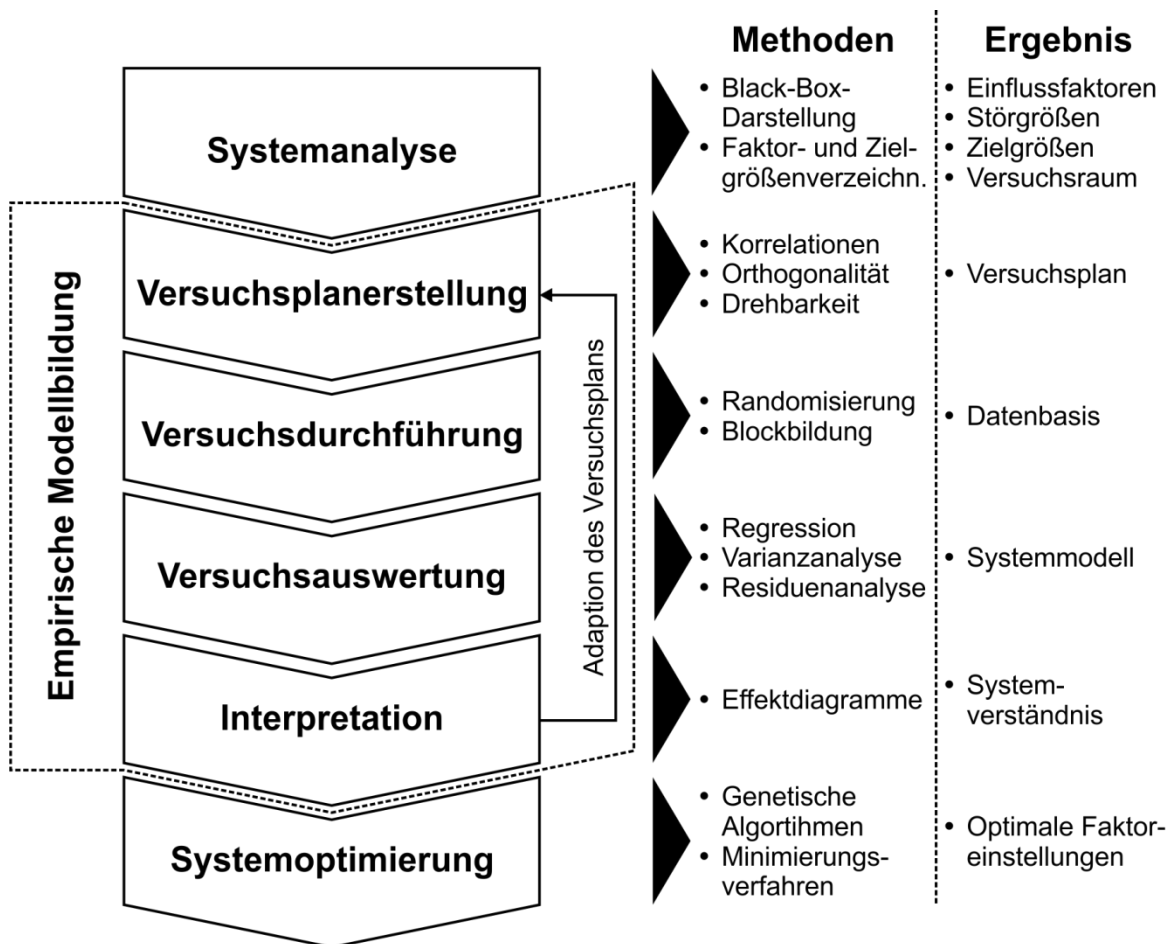 Methoden
Ergebnis
Systemanalyse
• Black-Box-
Darstellung
• Faktor- und Ziel-
größenverzeichn.
• Einflussfaktoren
• Störgrößen
• Zielgrößen
• Versuchsraum
Empirische Modellbildung
Versuchsplanerstellung
• Korrelationen
• Orthogonalität
• Drehbarkeit
• Versuchsplan
Adaption des Versuchsplans
Versuchsdurchführung
• Randomisierung
• Blockbildung
• Datenbasis
Versuchsauswertung
• Regression
• Varianzanalyse
• Residuenanalyse
• Systemmodell
Interpretation
• Effektdiagramme
• System-
verständnis
Systemoptimierung
• Genetische
Algortihmen
• Minimierungs-
verfahren
• Optimale Faktor-
einstellungen